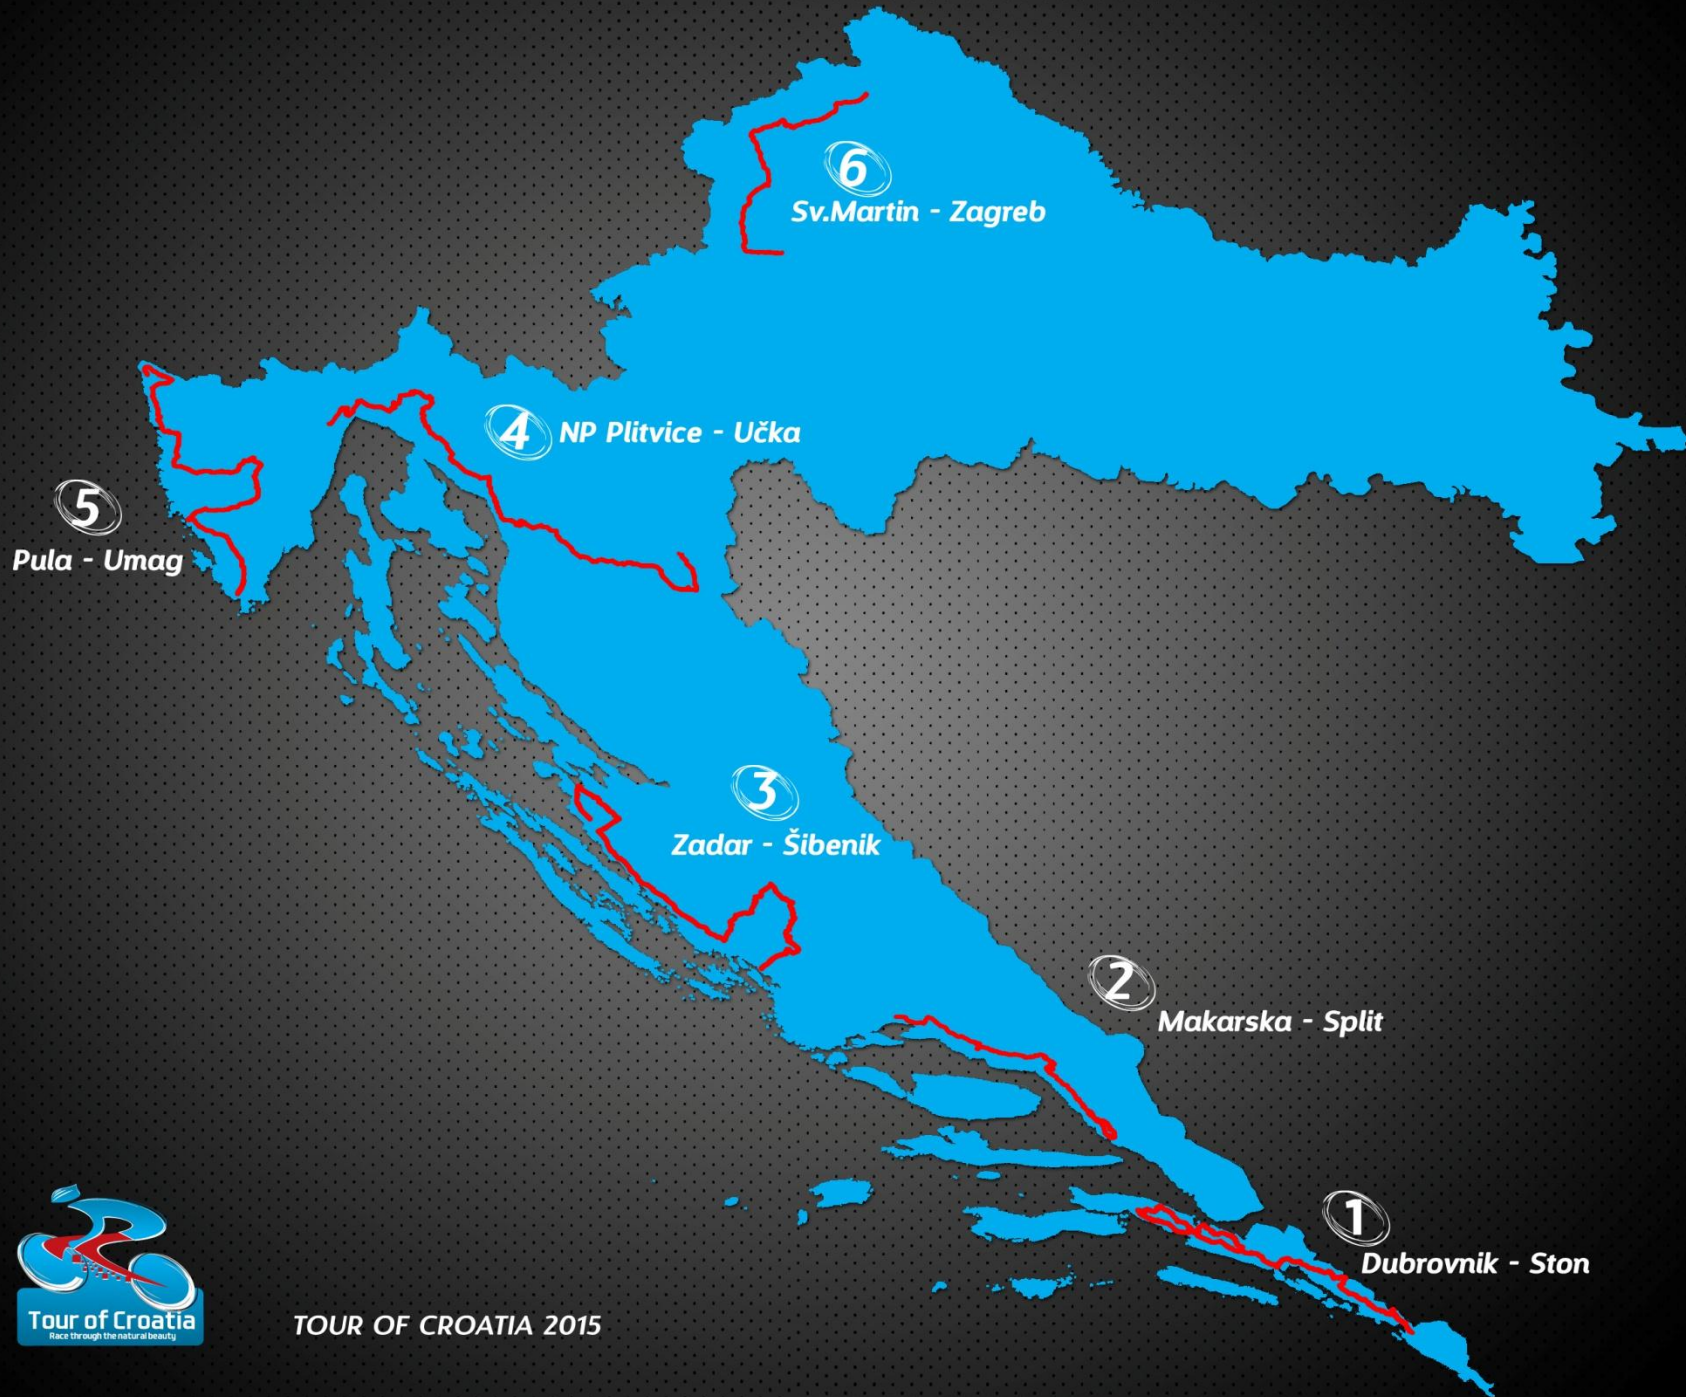 6
Sv.Martin - Zagreb
4
NP Plitvice - Učka
5
Pula - Umag
3
Zadar - Šibenik
2
Makarska - Split
1
Dubrovnik - Ston
Tour of Croatia
Race through the natural beauty
TOUR OF CROATIA 2015